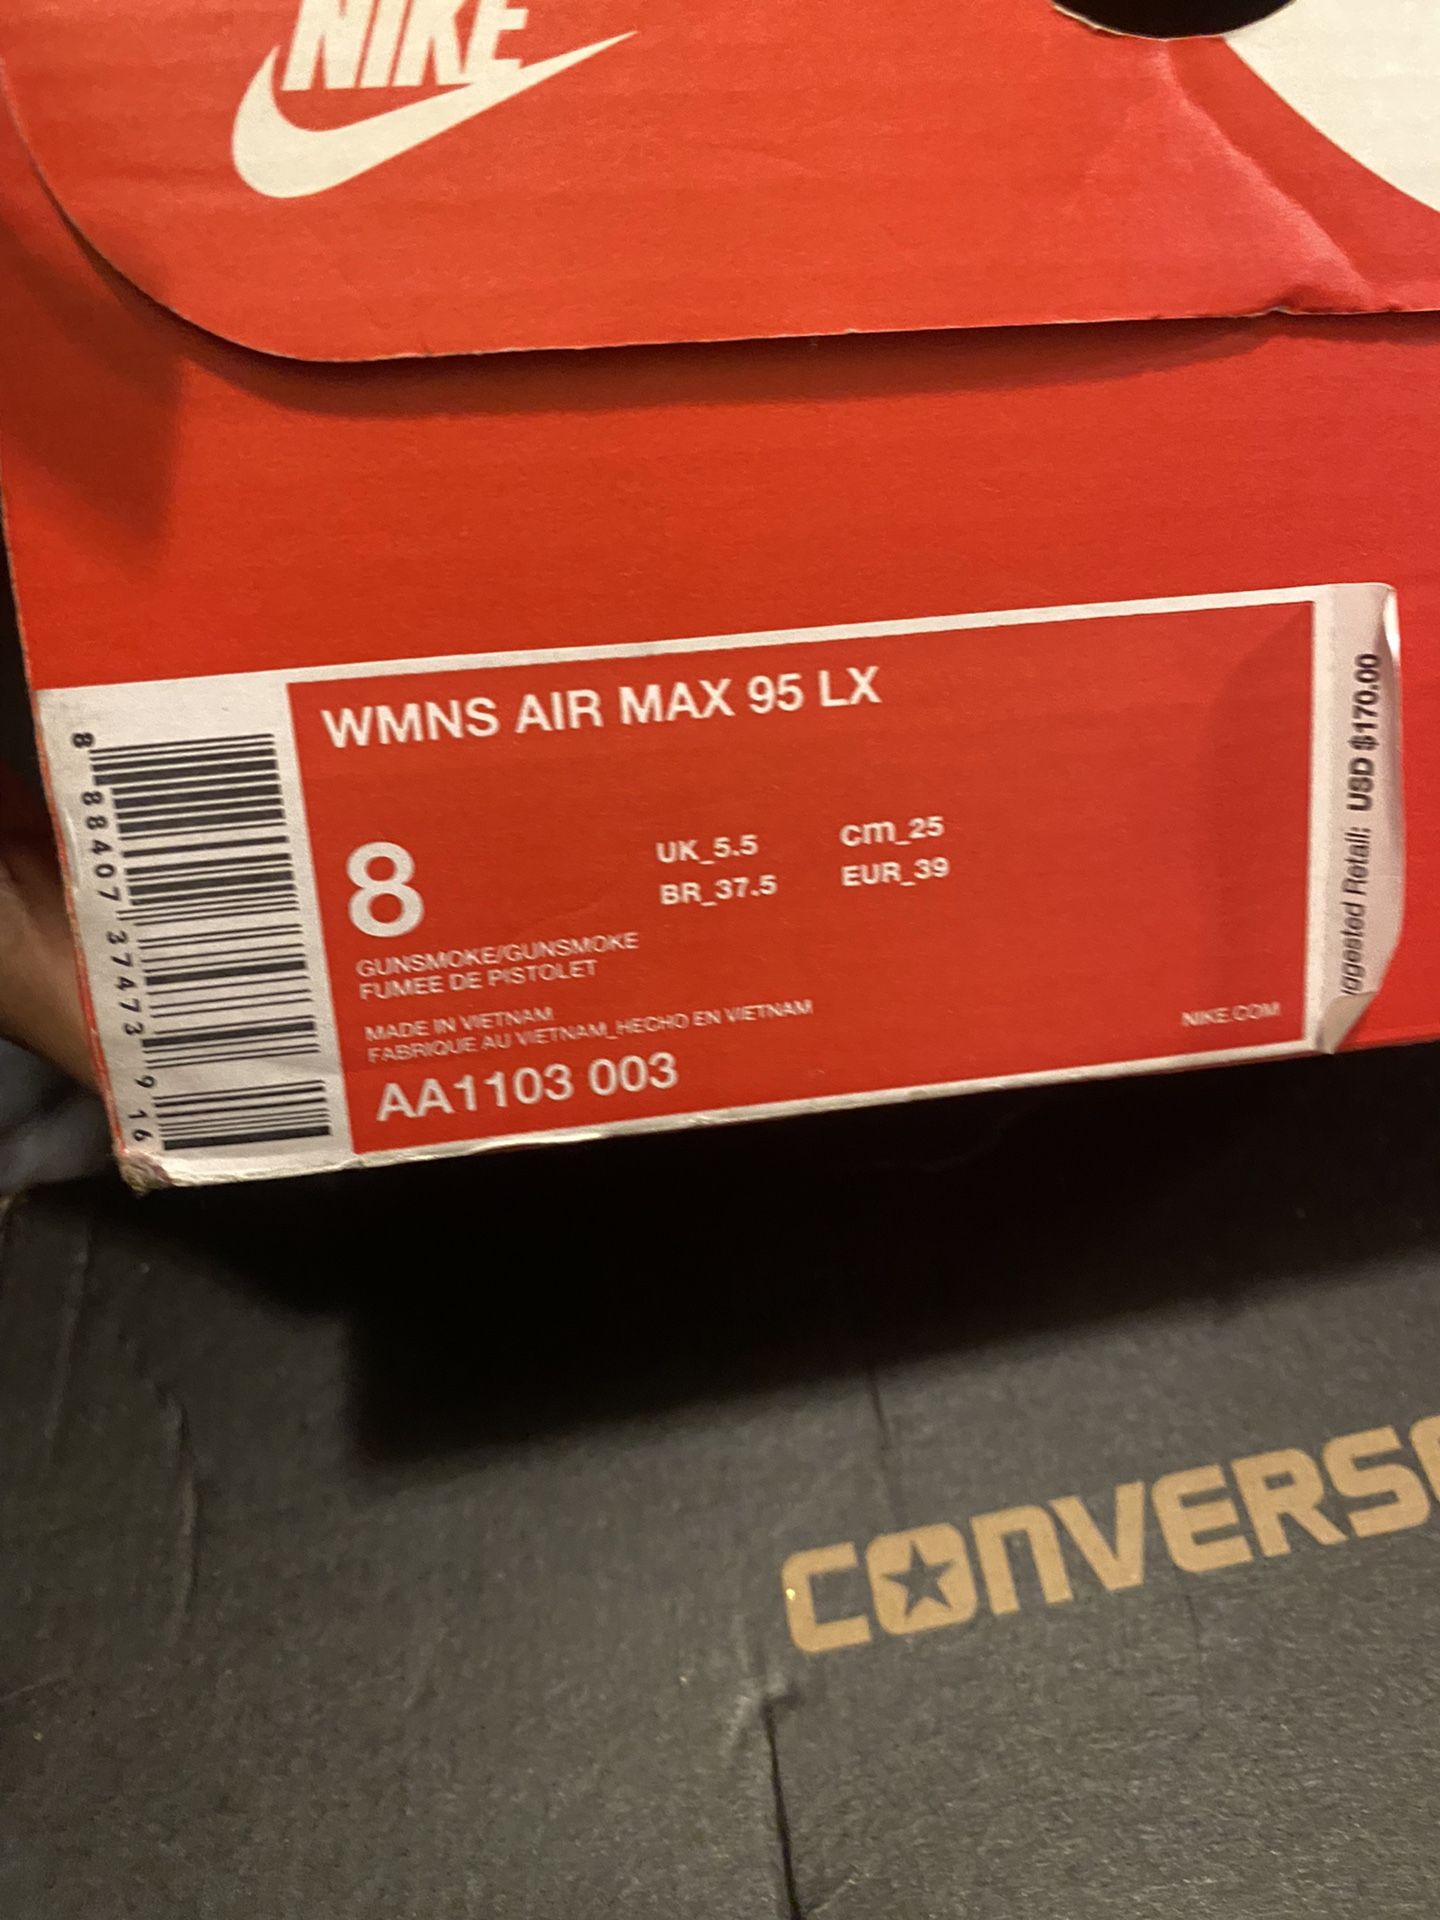 NIKE
WMNS AIR MAX 95 LX
8
UK_5.5
cm_25
BR_37.5
EUR_39
GUNSMOKE/GUNSMOKE
FUMEE DE PISTOLET
MADE IN VIETNAM
FABRIQUE AU VIETNAM_HECHO EN VIETNAM
AA1103 003
NIKE.COM
8 88407 37473 9 16
USD $170.00
Retail:
CONVERS